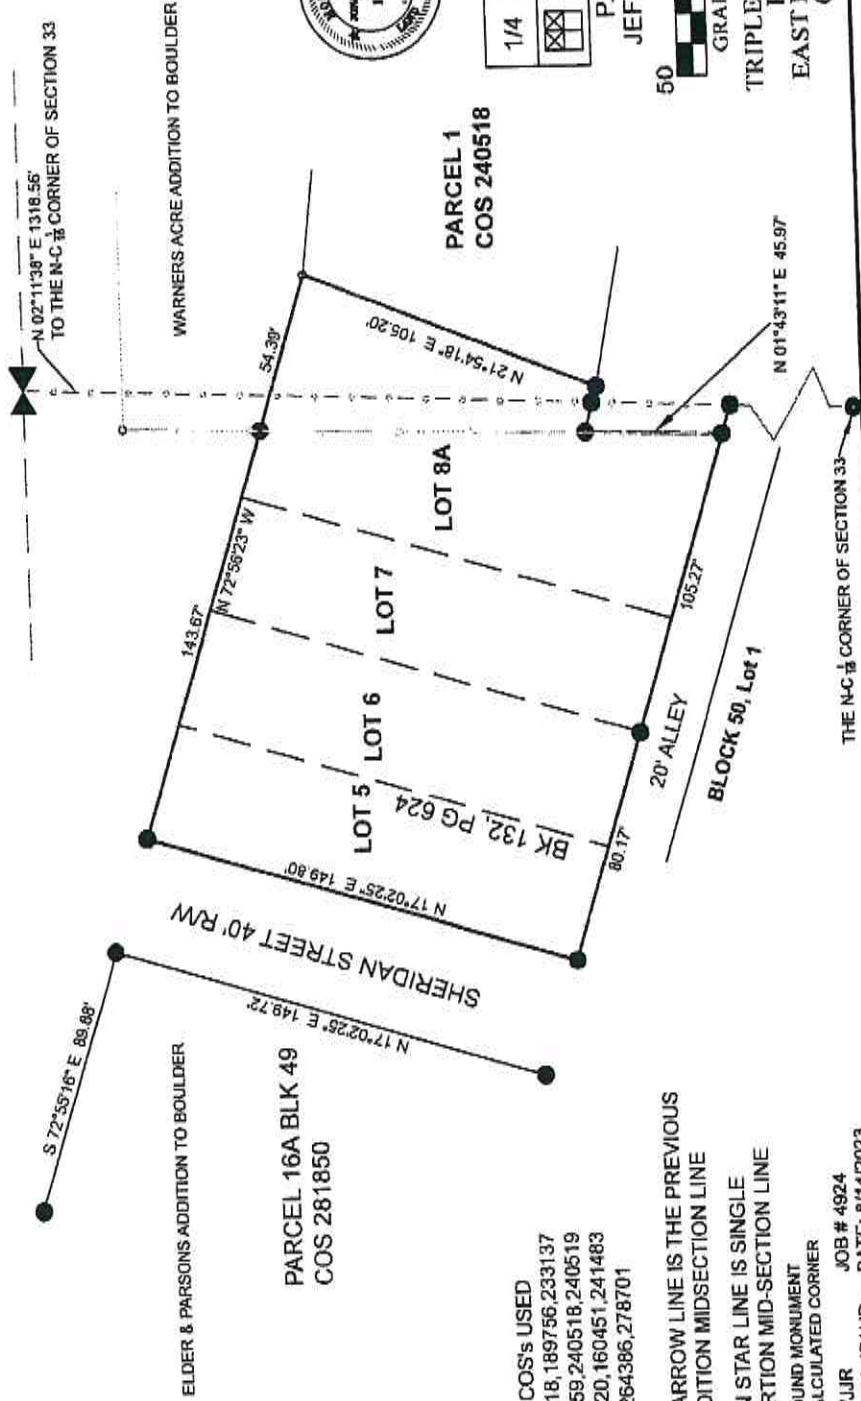 N 02°11'38" E 1318.56'
TO THE N-C 1/16 CORNER OF SECTION 33
WARNERS ACRE ADDITION TO BOULDER
1/4
PARCEL 1
COS 240518
50
TRIPLE
EAST
N 01°43'11" E 45.97'
54.39'
N 21°54'18" E 105.20'
LOT 8A
N 72°56'23" W
143.67'
LOT 7
LOT 6
LOT 5
BK 132, PG 624
105.27'
80.17'
20' ALLEY
BLOCK 50, Lot 1
THE N-C 1/16 CORNER OF SECTION 33
N 17°02'25" E 149.80'
SHERIDAN STREET 40' R/W
N 17°02'25" E 149.72'
S 72°55'16" E 89.88'
ELDER & PARSONS ADDITION TO BOULDER
PARCEL 16A BLK 49
COS 281850
COS's USED
18,189756,233137
59,240518,240519
20,160451,241483
264386,278701
ARROW LINE IS THE PREVIOUS
DITION MIDSECTION LINE
STAR LINE IS SINGLE
RTION MID-SECTION LINE
UND MONUMENT
ALCULATED CORNER
JOB # 4924
DATE: 8/14/2023